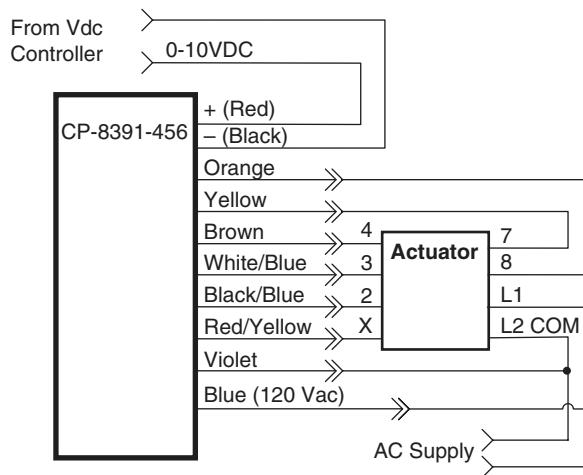 From Vdc
Controller
0-10VDC
CP-8391-456
+ (Red)
– (Black)
Orange
Yellow
Brown
4
Actuator
7
White/Blue
3
8
Black/Blue
2
L1
Red/Yellow
X
L2 COM
Violet
Blue (120 Vac)
AC Supply